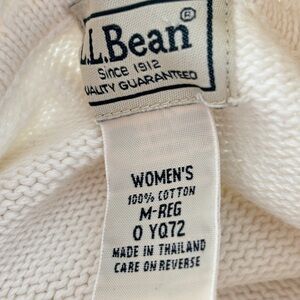 L.L.Bean®
Since 1912
QUALITY GUARANTEED
WOMEN'S
100% COTTON
M-REG
0 YQ72
MADE IN THAILAND
CARE ON REVERSE